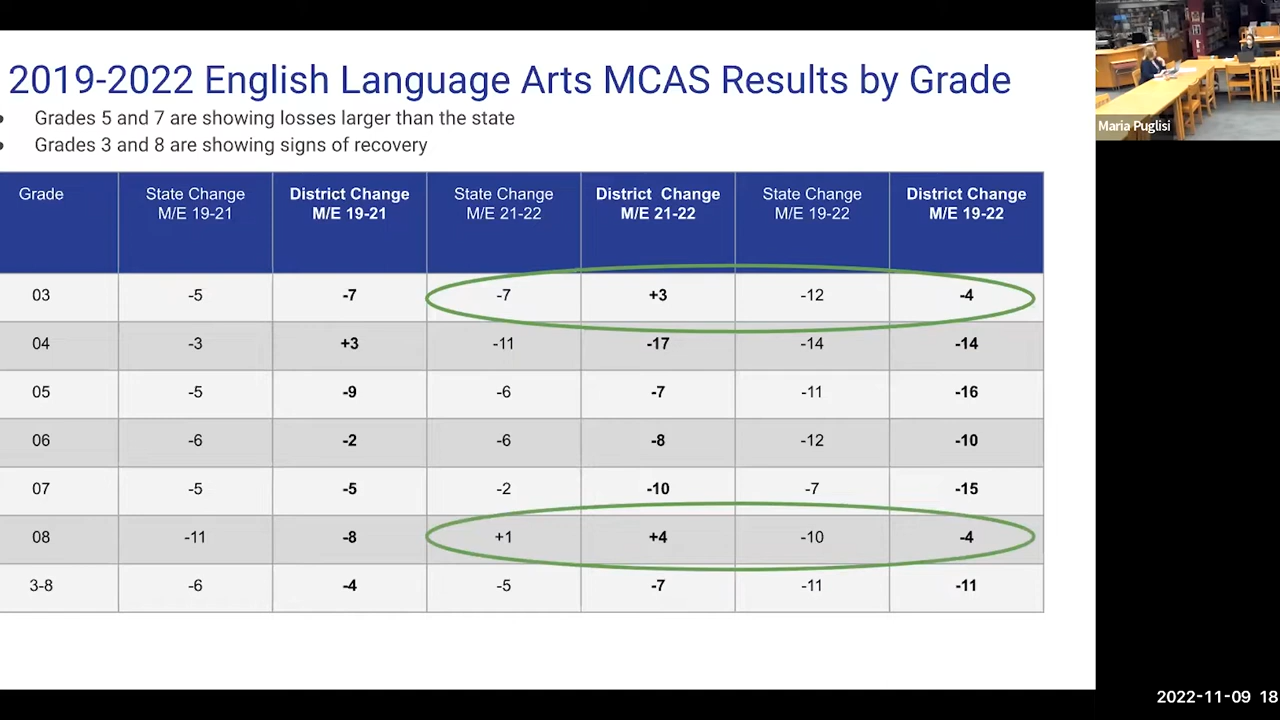 2019-2022 English Language Arts MCAS Results by Grade
Grades 5 and 7 are showing losses larger than the state
Grades 3 and 8 are showing signs of recovery
Grade State Change M/E 19-21 District Change M/E 19-21 State Change M/E 21-22 District Change M/E 21-22 State Change M/E 19-22 District Change M/E 19-22
03 -5 -7 -7 +3 -12 -4
04 -3 +3 -11 -17 -14 -14
05 -5 -9 -6 -7 -11 -16
06 -6 -2 -6 -8 -12 -10
07 -5 -5 -2 -10 -7 -15
08 -11 -8 +1 +4 -10 -4
3-8 -6 -4 -5 -7 -11 -11
Maria Puglisi
2022-11-09 18